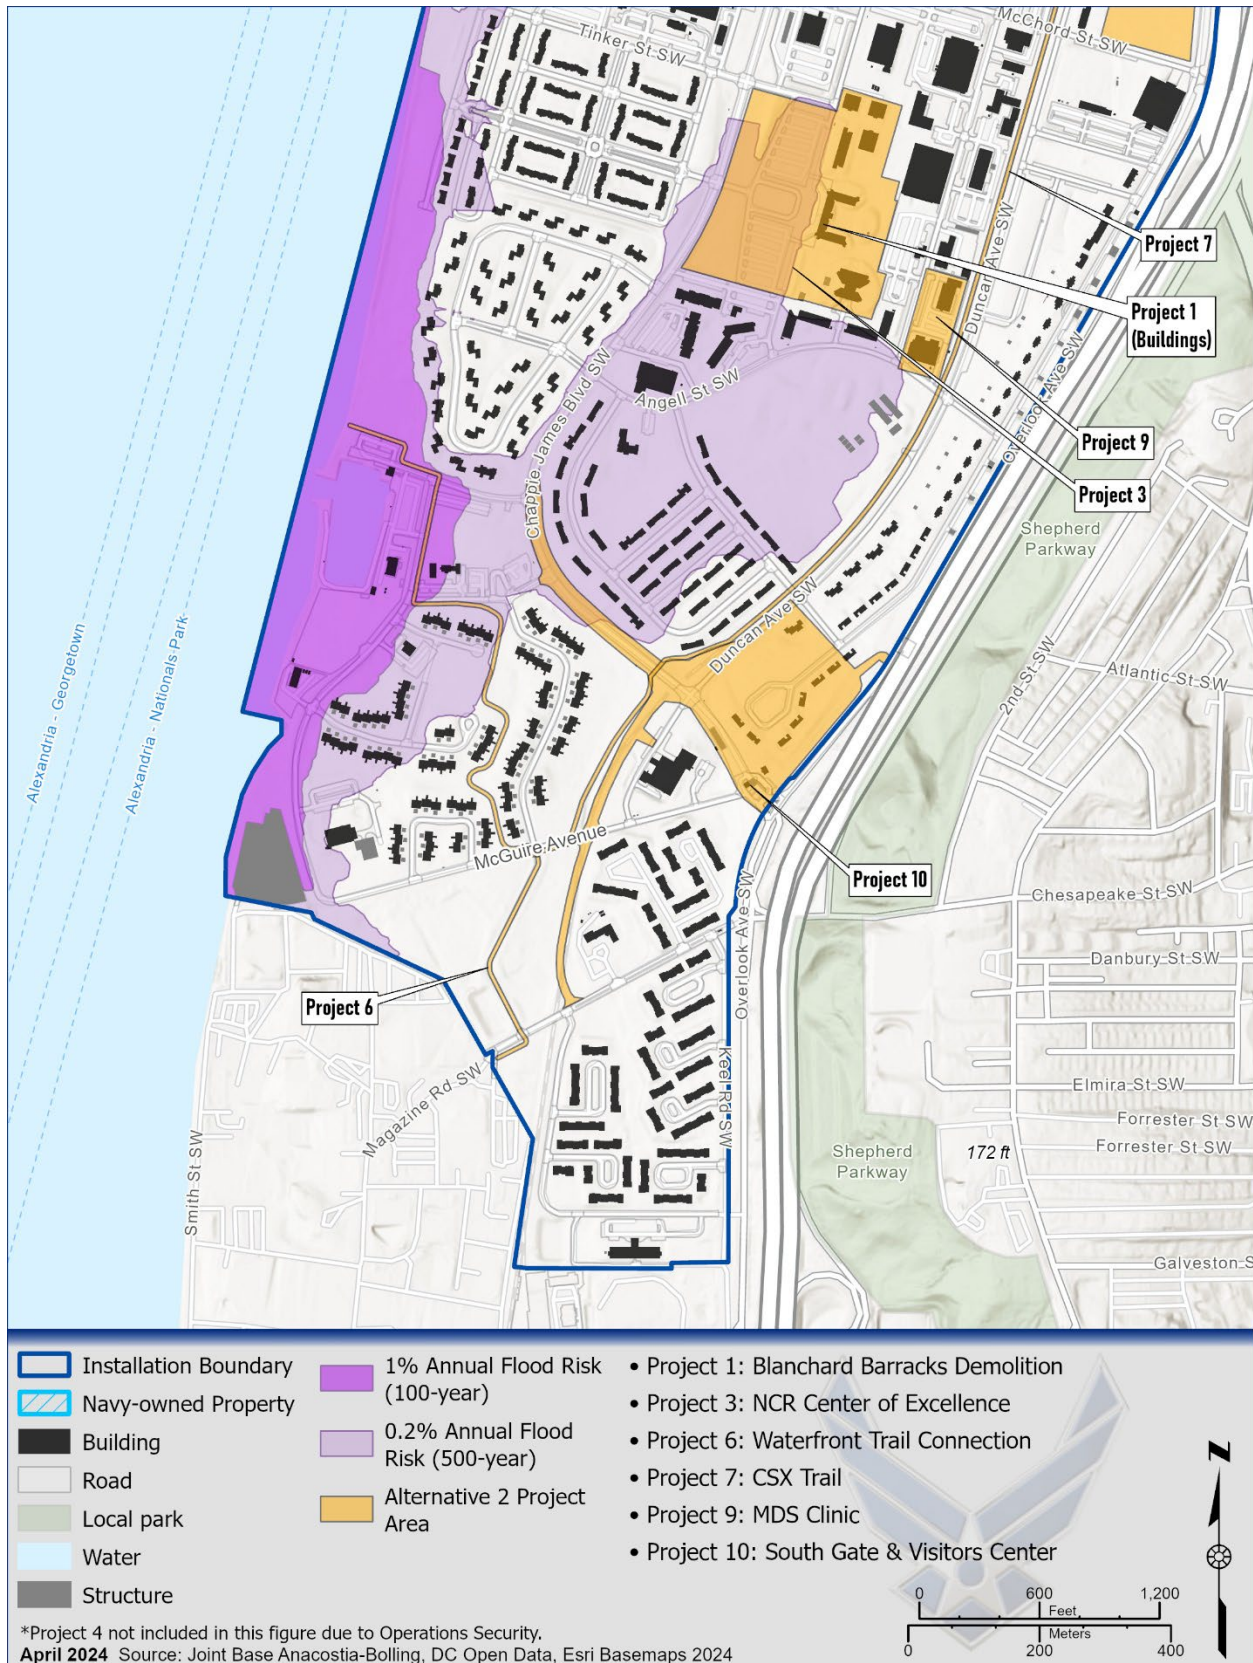 McChord St SW
Tinker St SW
Duncan Ave SW
Project 7
Project 1
(Buildings)
Overlook Ave SW
Chappie James Blvd SW
Angell St SW
Project 9
Project 3
Shepherd
Parkway
Duncan Ave SW
2nd St SW
Atlantic St SW
Alexandria - Georgetown
Alexandria - Nationals Park
McGuire Avenue
Project 10
Chesapeake St SW
Overlook Ave SW
Danbury St SW
Project 6
Keel Rd SW
Magazine Rd SW
Elmira St SW
Forrester St SW
Forrester St SW
Shepherd
Parkway
172 ft
Smith St SW
Galveston S
Installation Boundary
Navy-owned Property
Building
Road
Local park
Water
Structure
1% Annual Flood Risk
(100-year)
0.2% Annual Flood
Risk (500-year)
Alternative 2 Project
Area
• Project 1: Blanchard Barracks Demolition
• Project 3: NCR Center of Excellence
• Project 6: Waterfront Trail Connection
• Project 7: CSX Trail
• Project 9: MDS Clinic
• Project 10: South Gate & Visitors Center
N
0 600 1,200
Feet
Meters
0 200 400
*Project 4 not included in this figure due to Operations Security.
April 2024 Source: Joint Base Anacostia-Bolling, DC Open Data, Esri Basemaps 2024